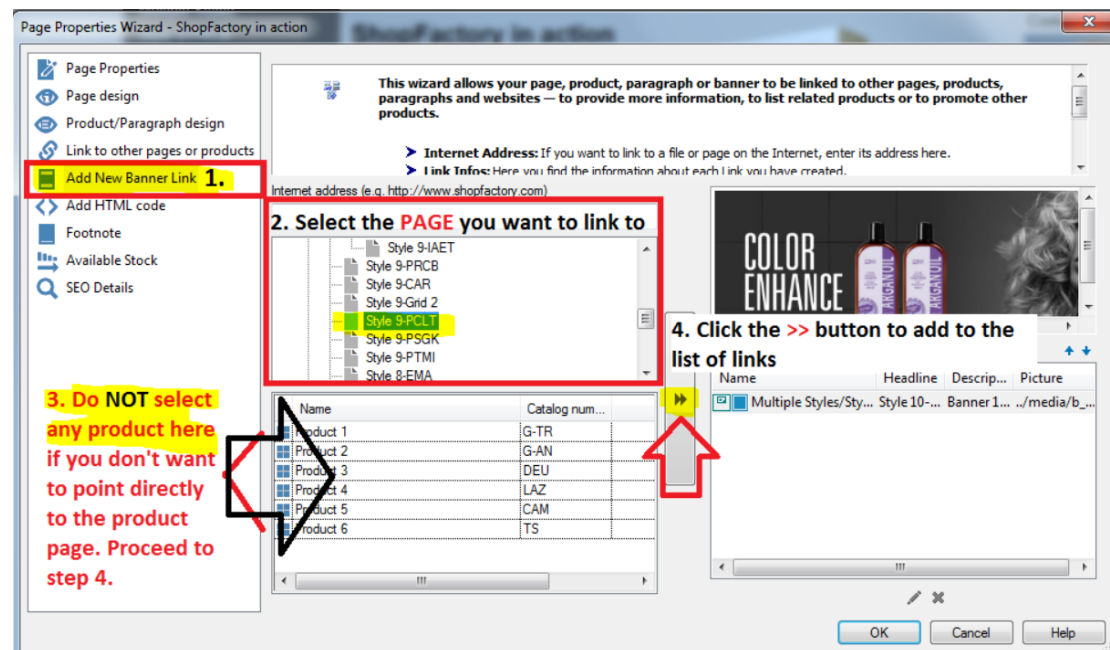 Page Properties Wizard - ShopFactory in action
ShopFactory in action
Page Properties
Page design
Product/Paragraph design
Link to other pages or products
Add New Banner Link 1.
Add HTML code
Footnote
Available Stock
SEO Details
This wizard allows your page, product, paragraph or banner to be linked to other pages, products,
paragraphs and websites — to provide more information, to list related products or to promote other
products.
Internet Address: If you want to link to a file or page on the Internet, enter its address here.
Link Infos: Here you find the information about each Link you have created.
Internet address (e.g. http://www.shopfactory.com)
2. Select the PAGE you want to link to
Style 9-IAET
Style 9-PRCB
Style 9-CAR
Style 9-Grid 2
Style 9-PCLT
Style 9-PSGK
Style 9-PTMI
Style 8-EMA
COLOR
ENHANCE
ARGANOIL
ARGANOIL
4. Click the >> button to add to the
list of links
Name Headline Descrip... Picture
Multiple Styles/Sty... Style 10-... Banner 1... ../media/b_...
3. Do NOT select
any product here
if you don't want
to point directly
to the product
page. Proceed to
step 4.
Name Catalog num...
Product 1 G-TR
Product 2 G-AN
Product 3 DEU
Product 4 LAZ
Product 5 CAM
Product 6 TS
OK Cancel Help